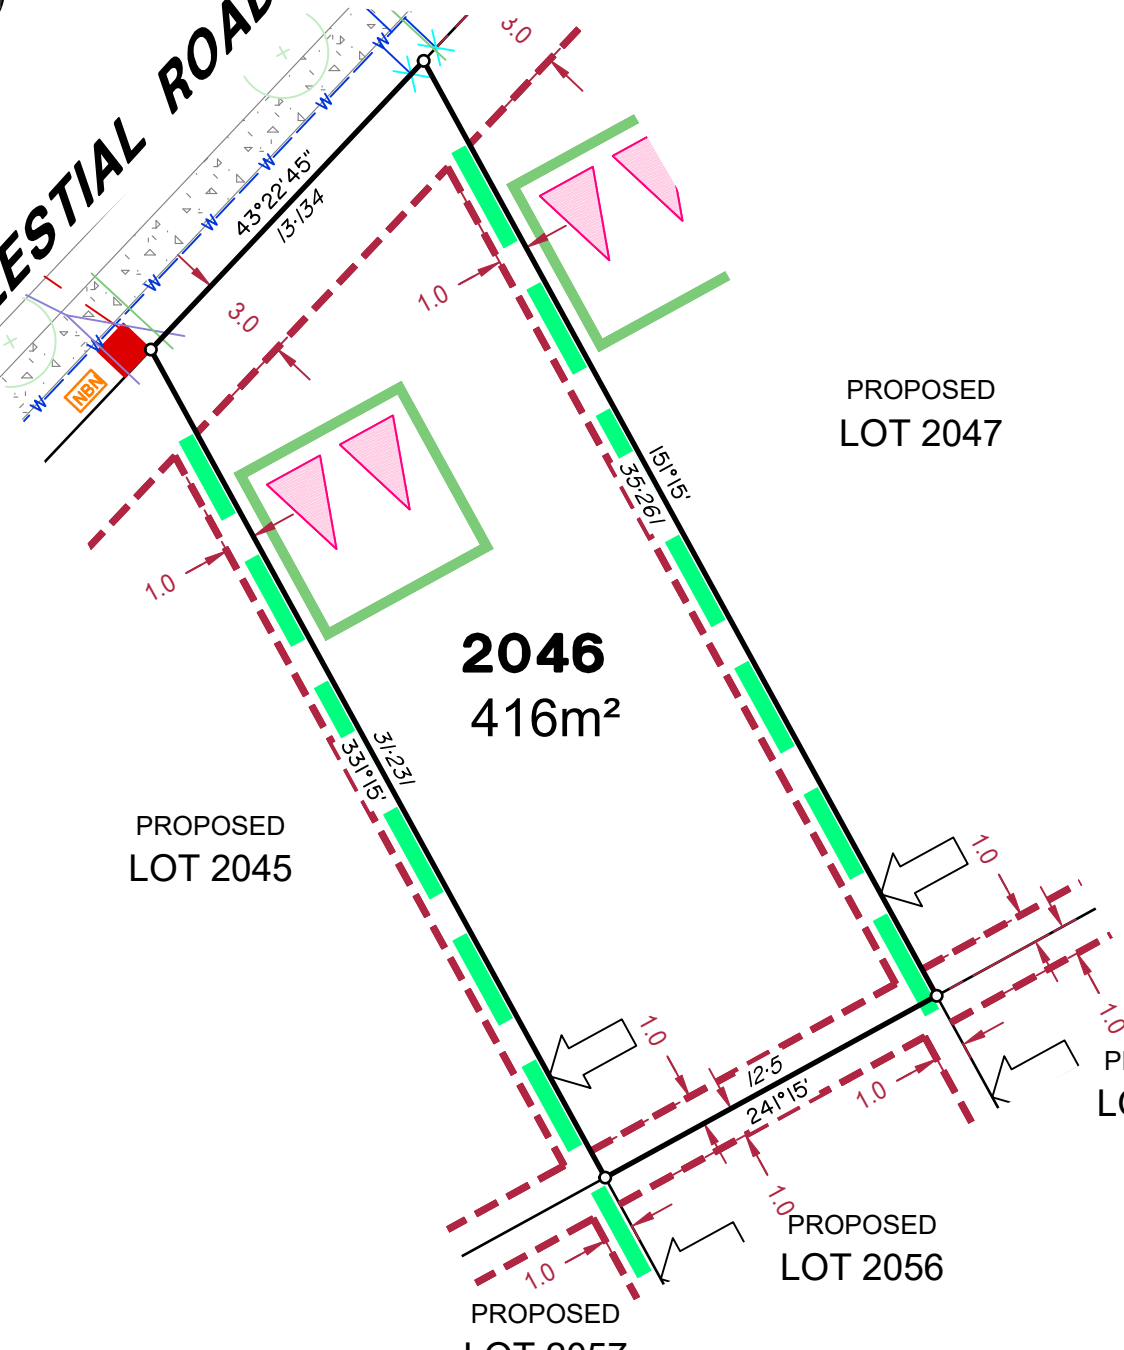 ESTIAL ROAD
3.0
W
W
W
W
W
W
W
W
43°22'45"
13·134
3.0
1.0
NBN
PROPOSED
LOT 2047
151°15'
35·261
1.0
2046
416m²
31·231
331°15'
PROPOSED
LOT 2045
1.0
1.0
1.0
12·5
241°15'
1.0
1.0
PROPOSED
LOT 2056
1.0
PROPOSED
LOT 2057